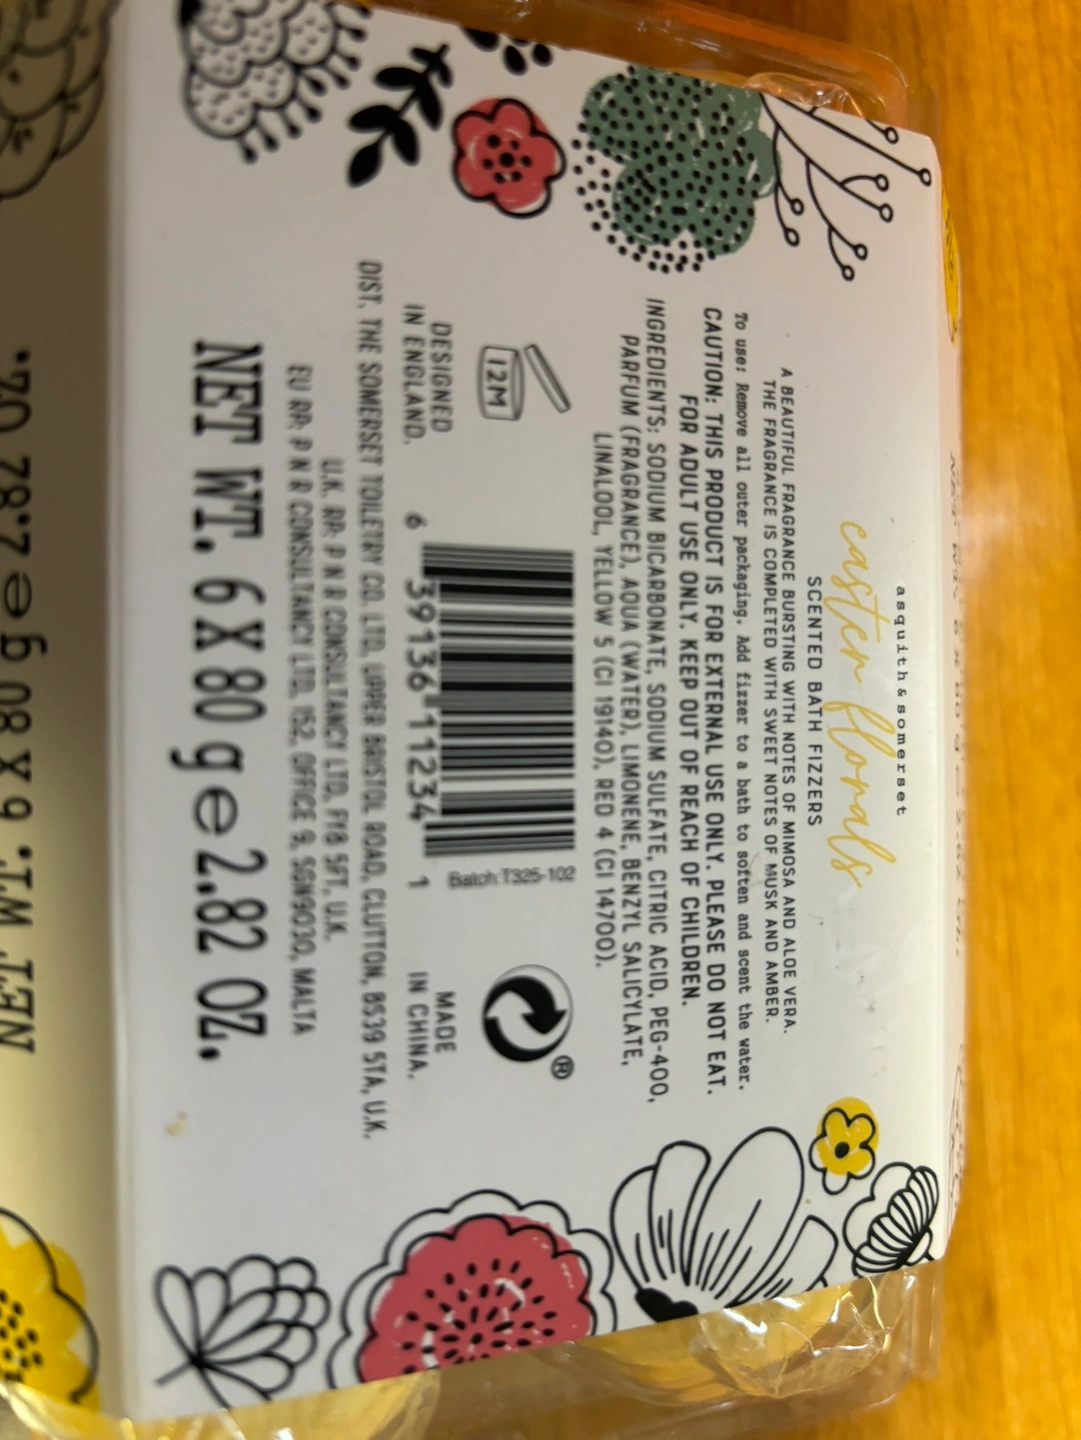 asquith & somerset
easter florals
SCENTED BATH FIZZERS
A BEAUTIFUL FRAGRANCE BURSTING WITH NOTES OF MIMOSA AND ALOE VERA.
THE FRAGRANCE IS COMPLETED WITH SWEET NOTES OF MUSK AND AMBER.
To use: Remove all outer packaging. Add fizzer to a bath to soften and scent the water.
CAUTION: THIS PRODUCT IS FOR EXTERNAL USE ONLY. PLEASE DO NOT EAT.
FOR ADULT USE ONLY. KEEP OUT OF REACH OF CHILDREN.
INGREDIENTS: SODIUM BICARBONATE, SODIUM SULFATE, CITRIC ACID, PEG-400,
PARFUM (FRAGRANCE), AQUA (WATER), LIMONENE, BENZYL SALICYLATE,
LINALOOL, YELLOW 5 (CI 19140), RED 4 (CI 14700).
12M
Batch: T325-102
®
DESIGNED
IN ENGLAND.
6 39136 11234 1
MADE
IN CHINA.
DIST. THE SOMERSET TOILETRY CO. LTD, UPPER BRISTOL ROAD, CLUTTON, BS39 5TA, U.K.
U.K. RP: P N R CONSULTANCY LTD, FY8 5FT, U.K.
EU RP: P N R CONSULTANCY LTD, 152, OFFICE 9, SGN9030, MALTA
NET WT. 6 X 80 g e 2.82 OZ.
NET WT. 6 X 80 g e 2.82 OZ.